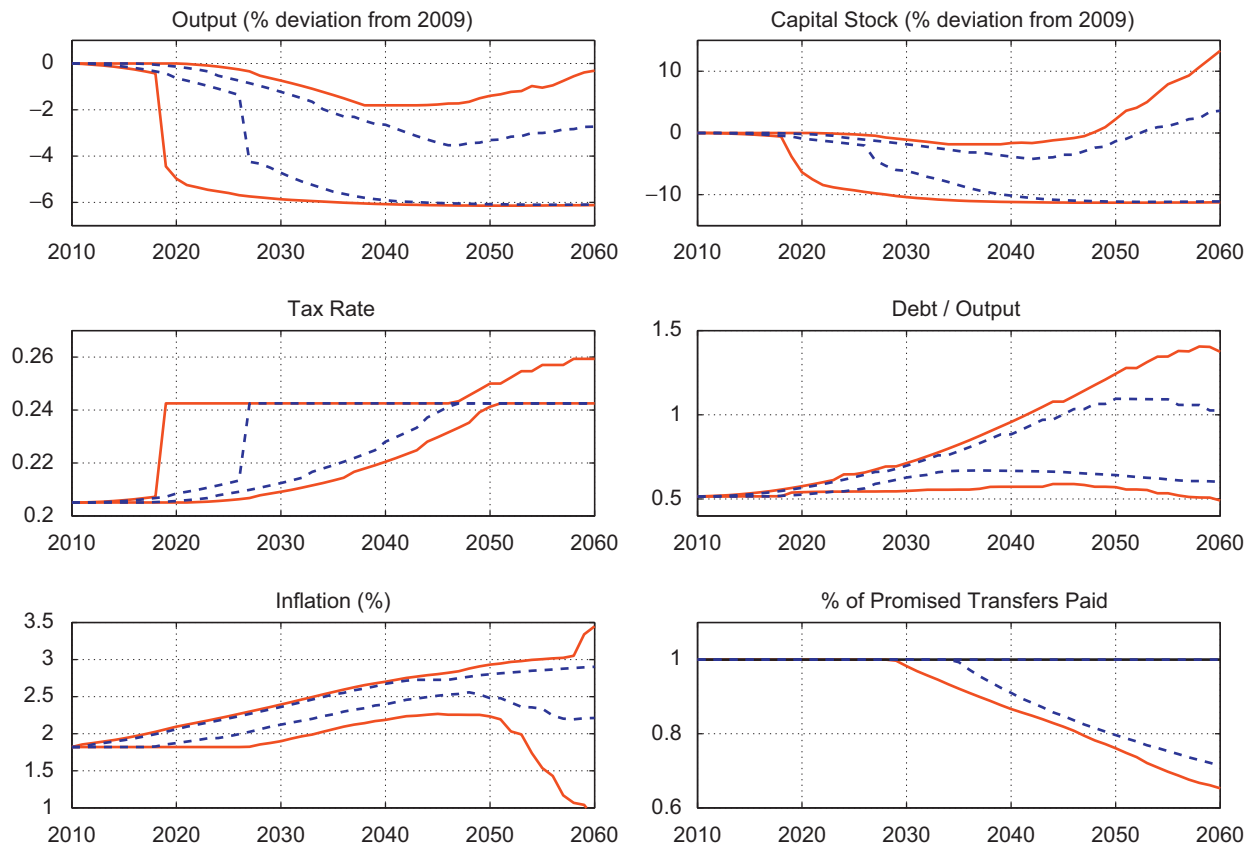 Output (% deviation from 2009)
0
−2
−4
−6
2010 2020 2030 2040 2050 2060
Capital Stock (% deviation from 2009)
10
0
−10
2010 2020 2030 2040 2050 2060
Tax Rate
0.26
0.24
0.22
0.2
2010 2020 2030 2040 2050 2060
Debt / Output
1.5
1
0.5
2010 2020 2030 2040 2050 2060
Inflation (%)
3.5
3
2.5
2
1.5
1
2010 2020 2030 2040 2050 2060
% of Promised Transfers Paid
1
0.8
0.6
2010 2020 2030 2040 2050 2060